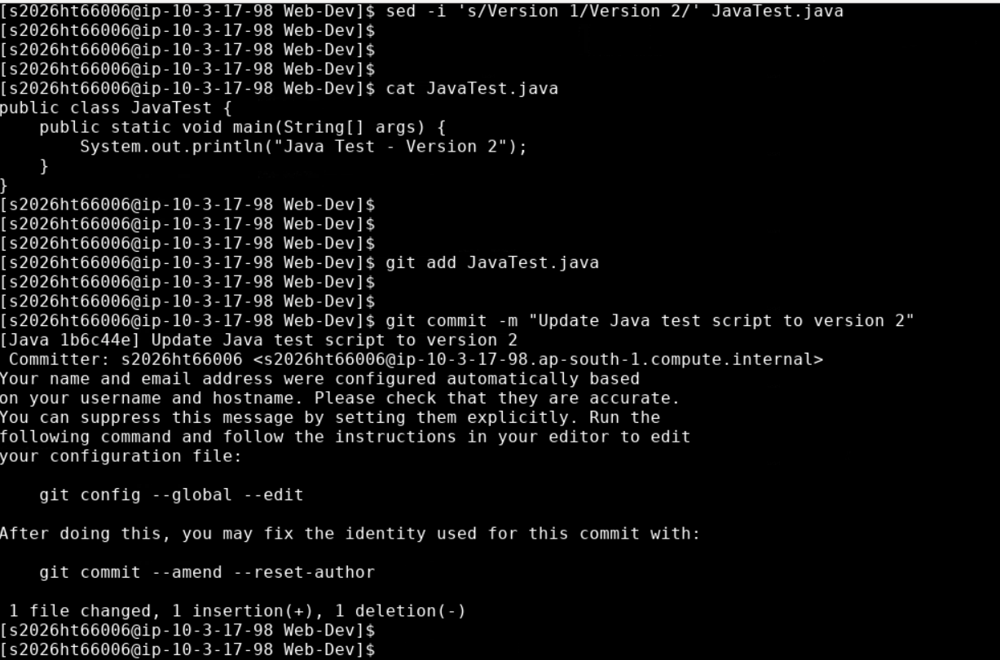 [s2026ht66006@ip-10-3-17-98 Web-Dev]$ sed -i 's/Version 1/Version 2/' JavaTest.java
[s2026ht66006@ip-10-3-17-98 Web-Dev]$
[s2026ht66006@ip-10-3-17-98 Web-Dev]$
[s2026ht66006@ip-10-3-17-98 Web-Dev]$
[s2026ht66006@ip-10-3-17-98 Web-Dev]$ cat JavaTest.java
public class JavaTest {
    public static void main(String[] args) {
        System.out.println("Java Test - Version 2");
    }
}
[s2026ht66006@ip-10-3-17-98 Web-Dev]$
[s2026ht66006@ip-10-3-17-98 Web-Dev]$
[s2026ht66006@ip-10-3-17-98 Web-Dev]$
[s2026ht66006@ip-10-3-17-98 Web-Dev]$ git add JavaTest.java
[s2026ht66006@ip-10-3-17-98 Web-Dev]$
[s2026ht66006@ip-10-3-17-98 Web-Dev]$
[s2026ht66006@ip-10-3-17-98 Web-Dev]$ git commit -m "Update Java test script to version 2"
[Java 1b6c44e] Update Java test script to version 2
 Committer: s2026ht66006 <s2026ht66006@ip-10-3-17-98.ap-south-1.compute.internal>
Your name and email address were configured automatically based
on your username and hostname. Please check that they are accurate.
You can suppress this message by setting them explicitly. Run the
following command and follow the instructions in your editor to edit
your configuration file:

    git config --global --edit

After doing this, you may fix the identity used for this commit with:

    git commit --amend --reset-author

 1 file changed, 1 insertion(+), 1 deletion(-)
[s2026ht66006@ip-10-3-17-98 Web-Dev]$
[s2026ht66006@ip-10-3-17-98 Web-Dev]$